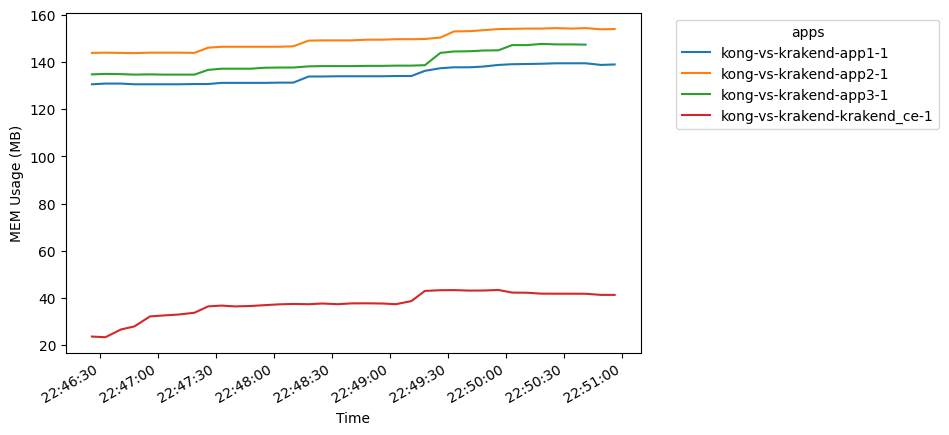 160
140
120
100
80
60
40
20
MEM Usage (MB)
22:46:30
22:47:00
22:47:30
22:48:00
22:48:30
22:49:00
22:49:30
22:50:00
22:50:30
22:51:00
Time
apps
kong-vs-krakend-app1-1
kong-vs-krakend-app2-1
kong-vs-krakend-app3-1
kong-vs-krakend-krakend_ce-1